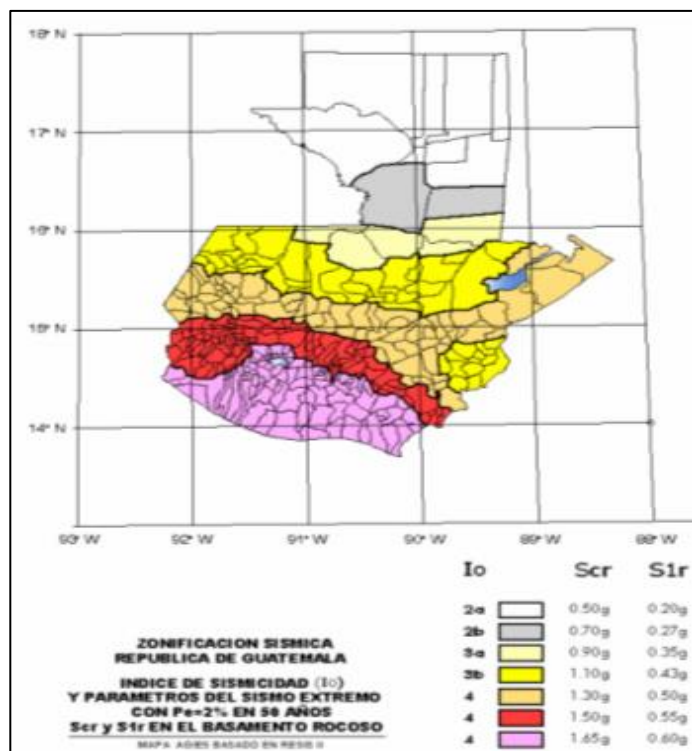 18° N
17° N
16° N
15° N
14° N
93° W 92° W 91° W 90° W 89° W 88° W
Io Scr S1r
2a 0.50g 0.20g
2b 0.70g 0.27g
3a 0.90g 0.35g
3b 1.10g 0.43g
4 1.30g 0.50g
4 1.50g 0.55g
4 1.65g 0.60g
ZONIFICACION SISMICA
REPUBLICA DE GUATEMALA
INDICE DE SISMICIDAD (Io)
Y PARAMETROS DEL SISMO EXTREMO
CON Pe=2% EN 50 AÑOS
Scr y S1r EN EL BASAMENTO ROCOSO
MAPA AGIES BASADO EN RESIS II